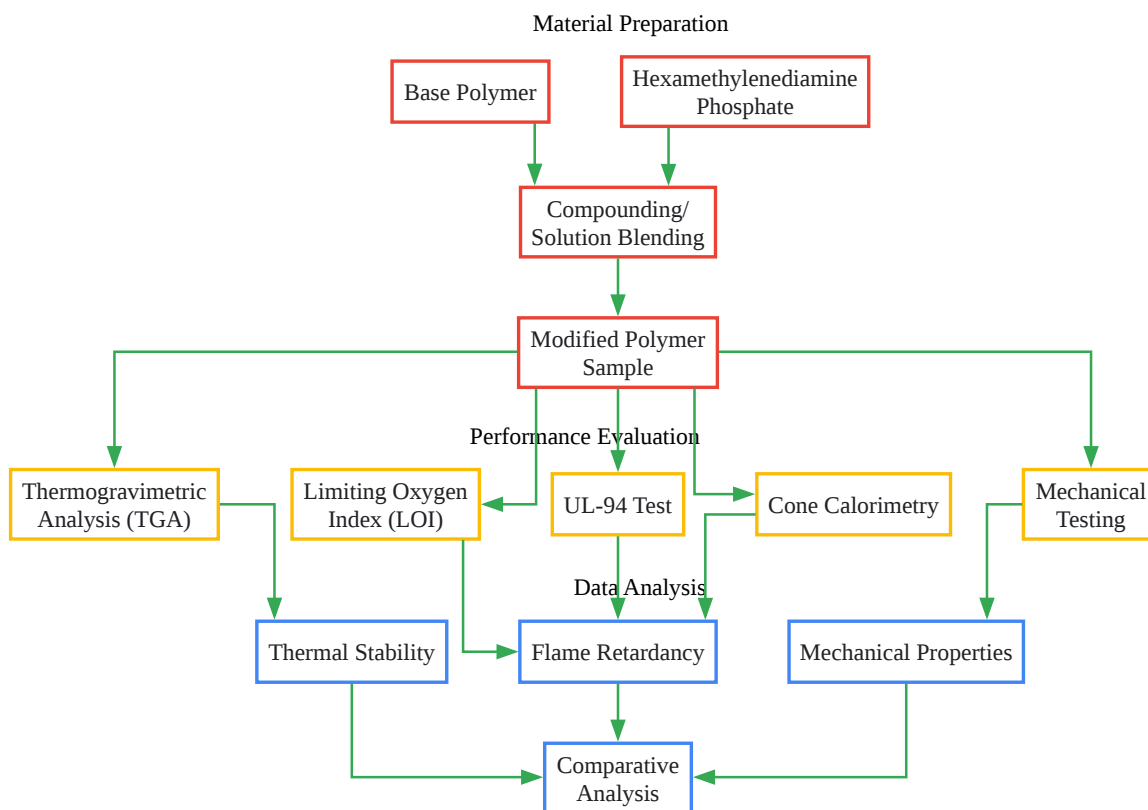 Material Preparation
Base Polymer
Hexamethylenediamine
Phosphate
Compounding/
Solution Blending
Modified Polymer
Sample
Performance Evaluation
Thermogravimetric
Analysis (TGA)
Limiting Oxygen
Index (LOI)
UL-94 Test
Cone Calorimetry
Mechanical
Testing
Data Analysis
Thermal Stability
Flame Retardancy
Mechanical Properties
Comparative
Analysis